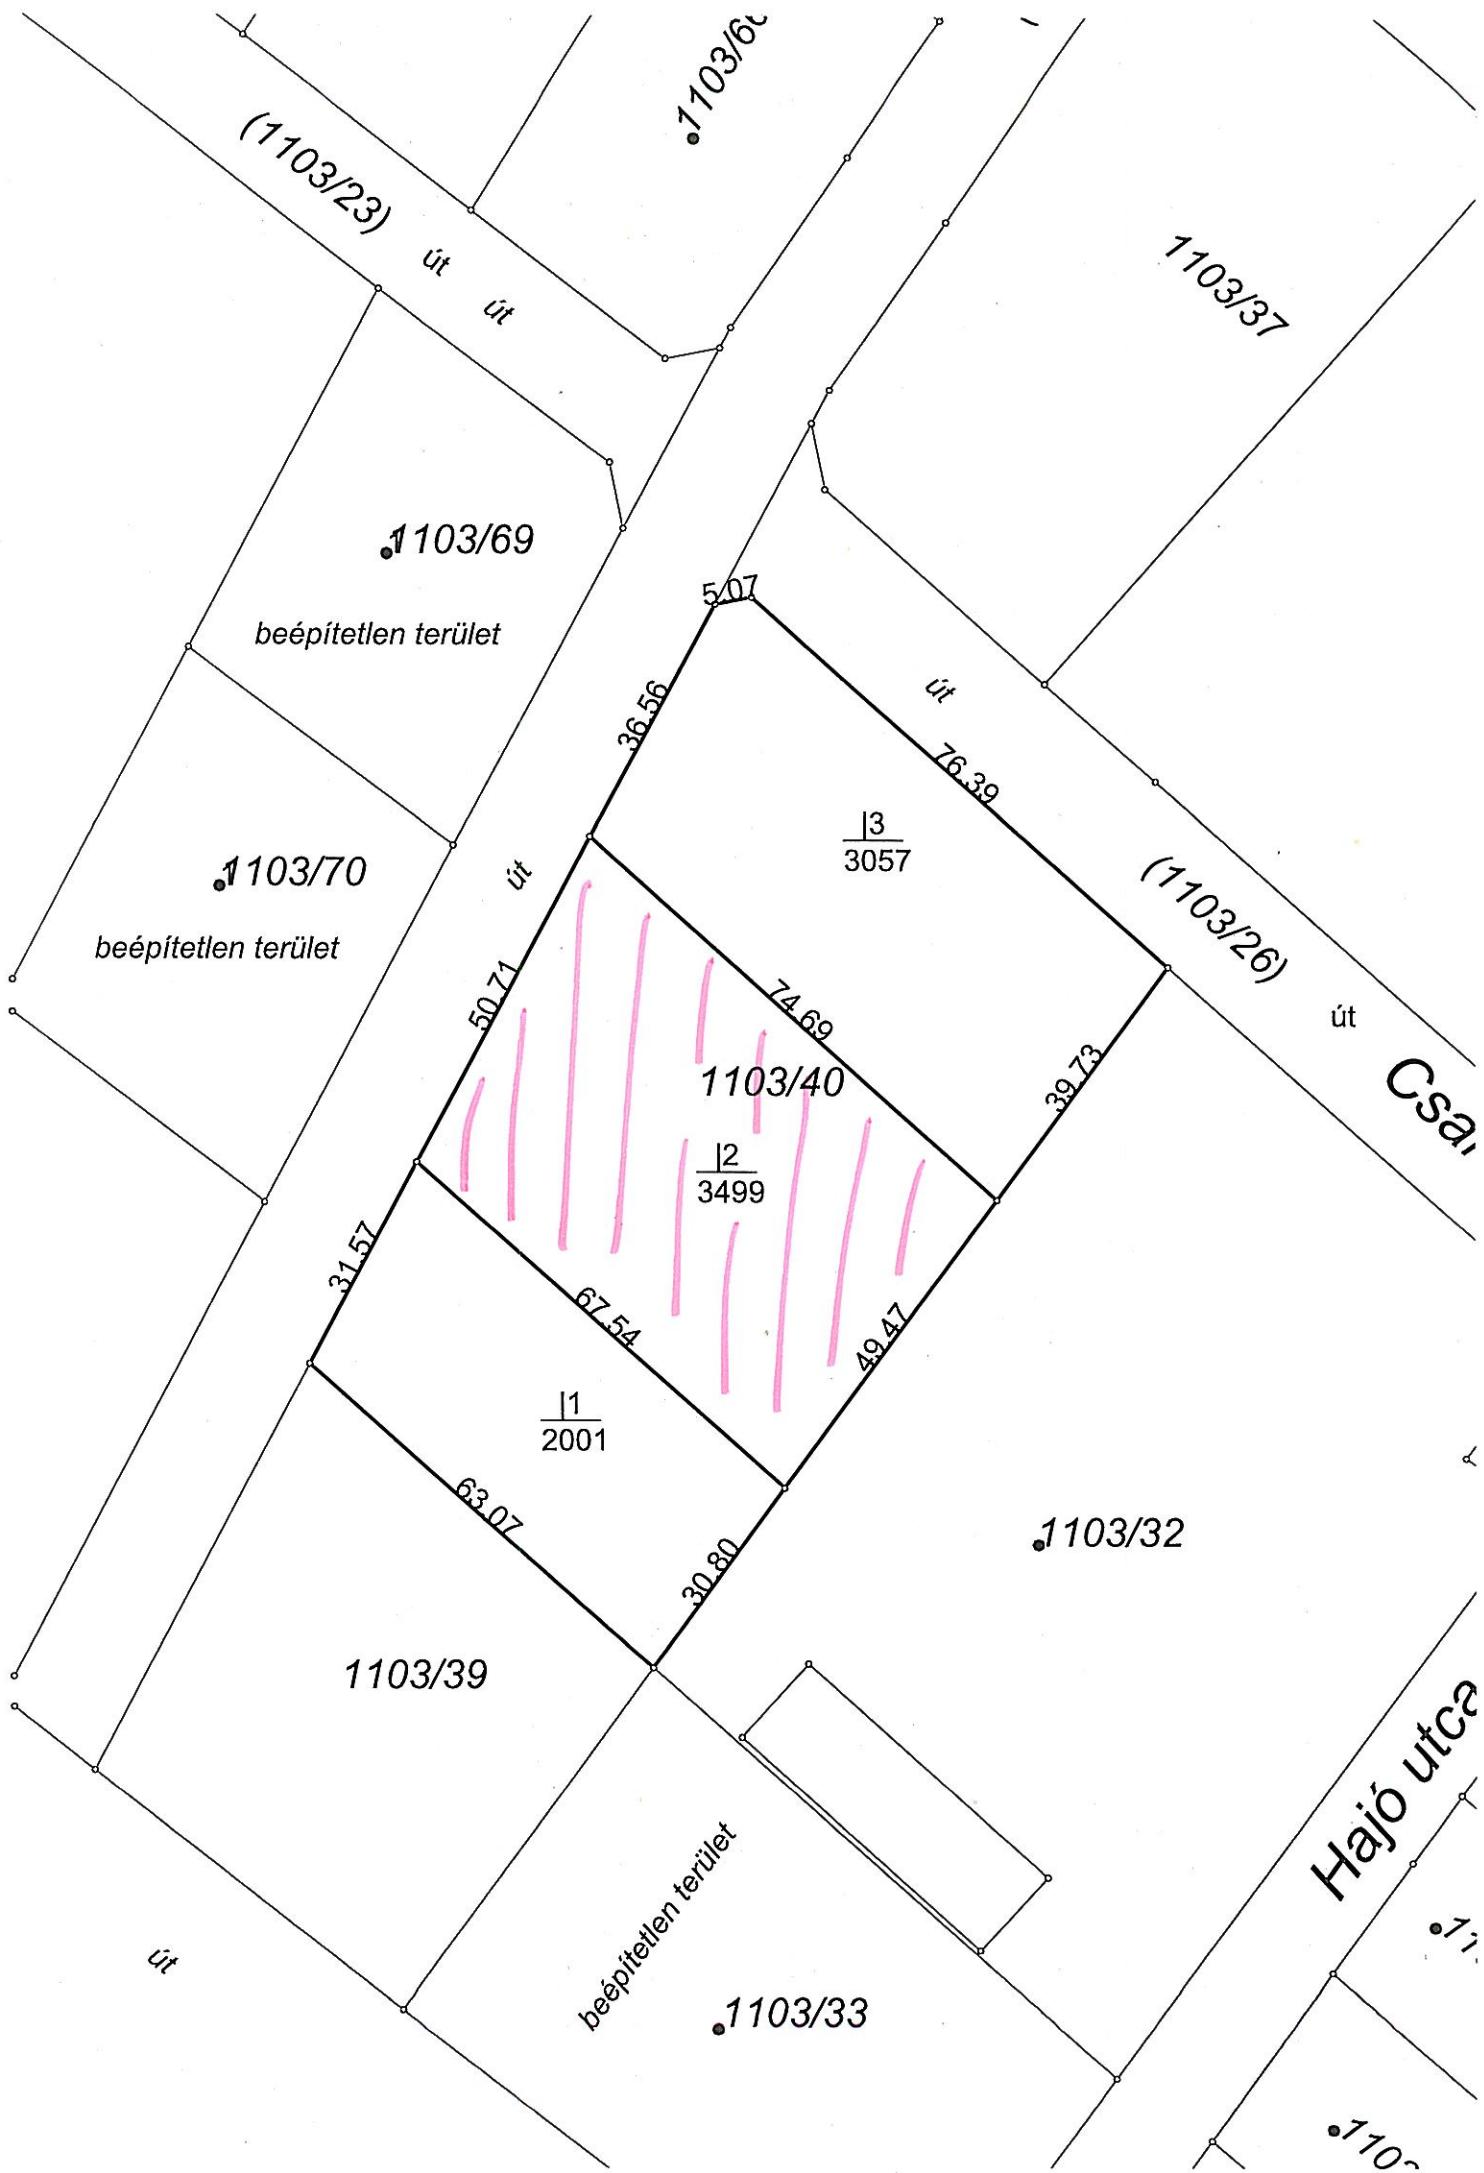 (1103/23)
út
út
1103/37
1103/69
beépítetlen terület
5.07
36.56
út
76.39
|3
3057
(1103/26)
út
1103/70
beépítetlen terület
út
50.71
74.69
1103/40
39.73
|2
3499
31.57
67.54
49.47
|1
2001
63.07
30.80
1103/32
1103/39
Hajó utca
beépítetlen terület
út
1103/33